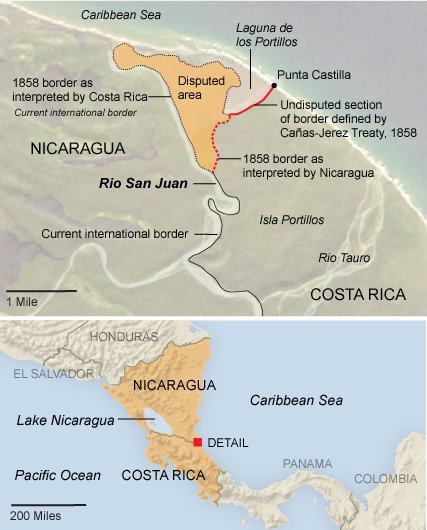 Caribbean Sea
Laguna de
los Portillos
Punta Castilla
Disputed
area
1858 border as
interpreted by Costa Rica
Current international border
Undisputed section
of border defined by
Cañas-Jerez Treaty, 1858
NICARAGUA
1858 border as
interpreted by Nicaragua
Rio San Juan
Isla Portillos
Current international border
Rio Tauro
1 Mile
COSTA RICA
HONDURAS
EL SALVADOR
NICARAGUA
Caribbean Sea
Lake Nicaragua
DETAIL
Pacific Ocean
COSTA RICA
PANAMA
COLOMBIA
200 Miles